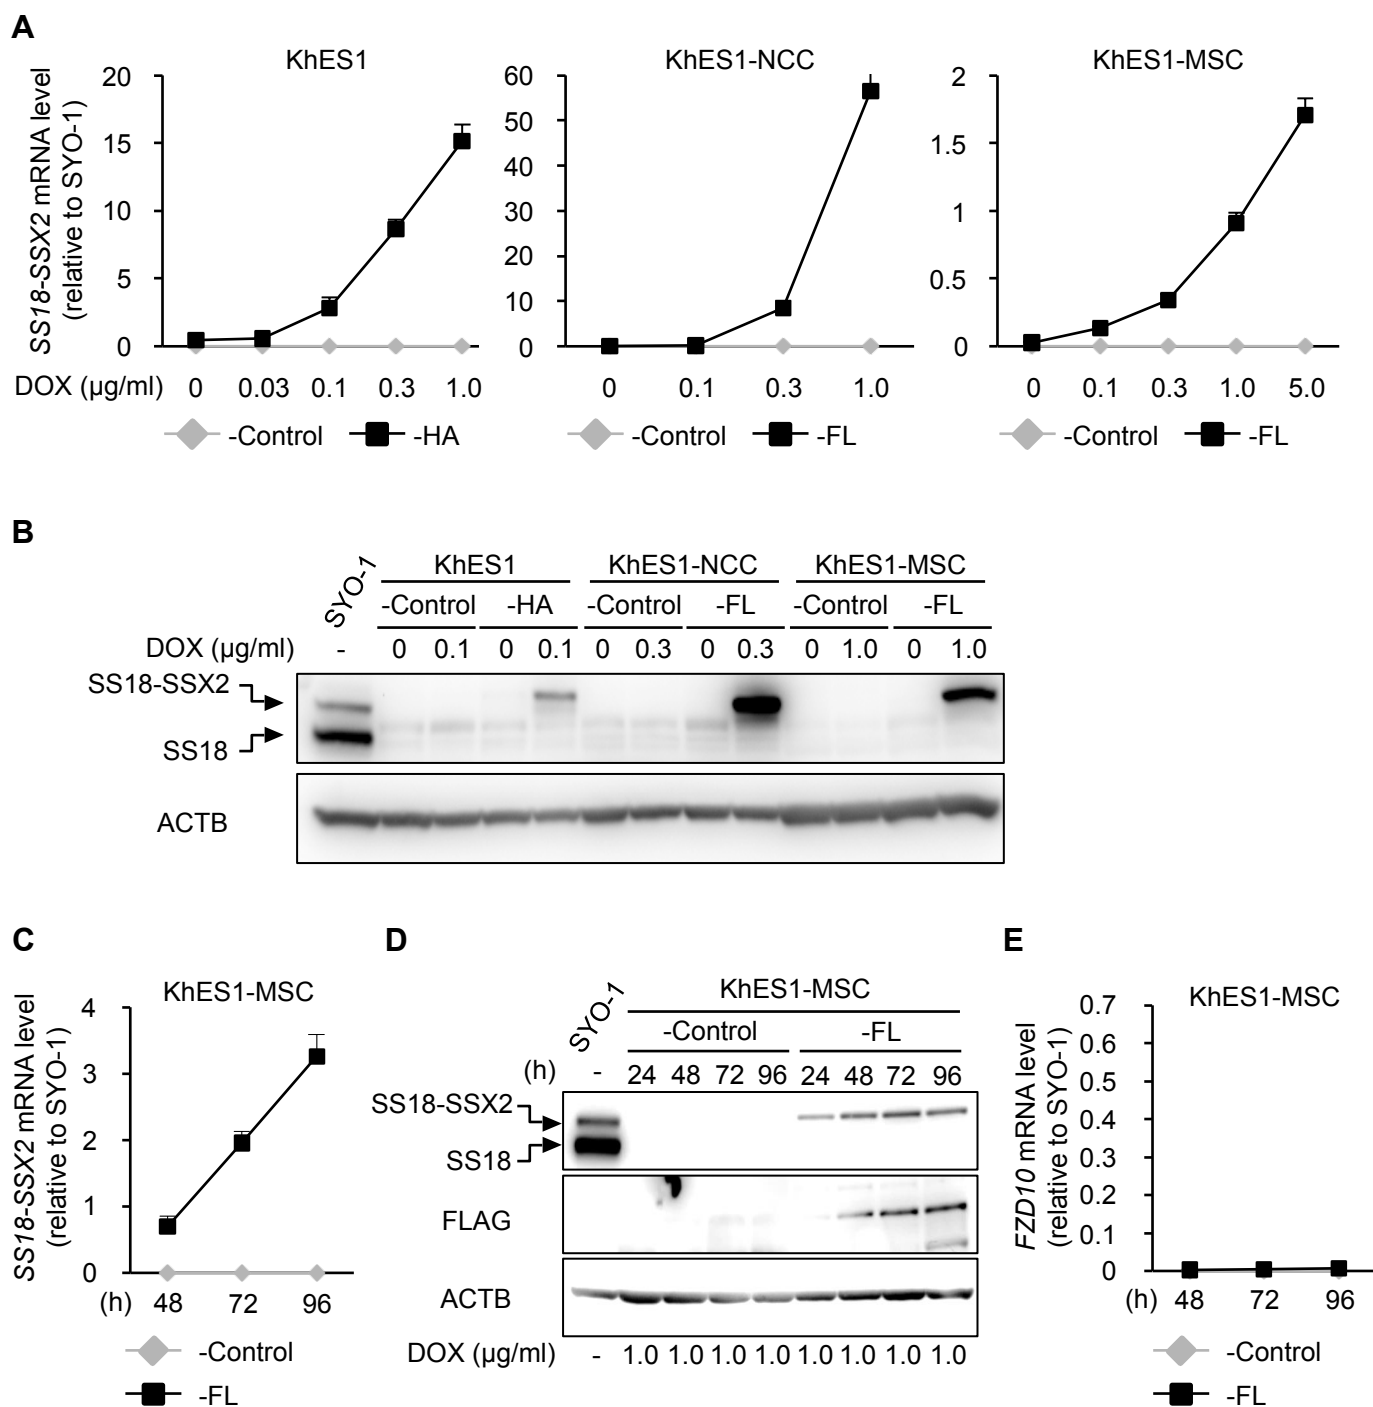 A
KhES1
KhES1-NCC
KhES1-MSC
SS18-SSX2 mRNA level
(relative to SYO-1)
20
15
10
5
0
60
50
40
30
20
10
0
2
1.5
1
0.5
0
DOX (μg/ml) 0 0.03 0.1 0.3 1.0
0 0.1 0.3 1.0
0 0.1 0.3 1.0 5.0
-Control -HA
-Control -FL
-Control -FL
B
SYO-1
KhES1 KhES1-NCC KhES1-MSC
-Control -HA -Control -FL -Control -FL
DOX (μg/ml) - 0 0.1 0 0.1 0 0.3 0 0.3 0 1.0 0 1.0
SS18-SSX2
SS18
ACTB
C
KhES1-MSC
SS18-SSX2 mRNA level
(relative to SYO-1)
4
3
2
1
0
(h) 48 72 96
-Control
-FL
D
SYO-1
KhES1-MSC
-Control -FL
(h) - 24 48 72 96 24 48 72 96
SS18-SSX2
SS18
FLAG
ACTB
DOX (μg/ml) - 1.0 1.0 1.0 1.0 1.0 1.0 1.0 1.0
E
KhES1-MSC
FZD10 mRNA level
(relative to SYO-1)
0.7
0.6
0.5
0.4
0.3
0.2
0.1
0
(h) 48 72 96
-Control
-FL